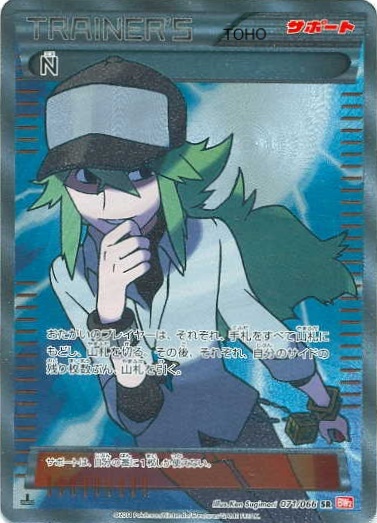 TRAINER'S TOHO サポート
N
おたがいのプレイヤーは、それぞれ、手札をすべて山札に
もどし、山札を切る。その後、それぞれ、自分のサイドの
残り枚数ぶん、山札を引く。
サポートは、自分の番に1枚しか使えない。
illus. Ken Sugimori 071/066 SR BW2